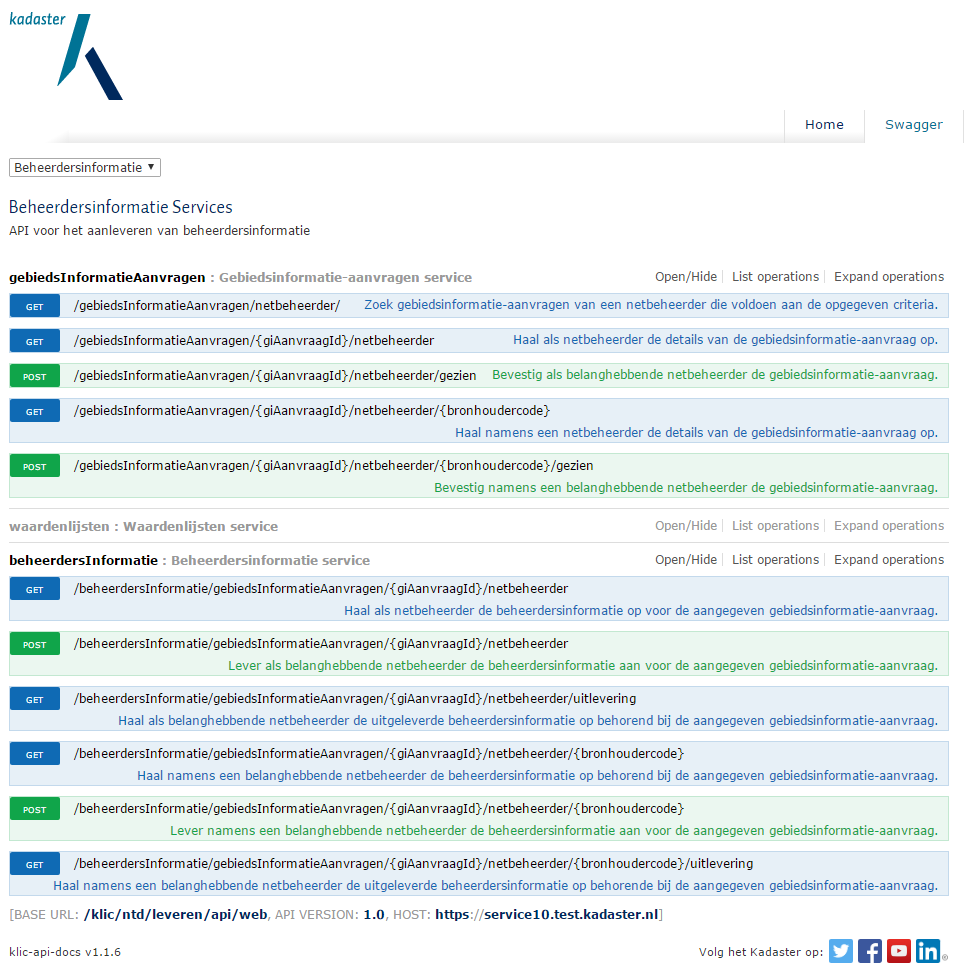 kadaster
Home Swagger
Beheerdersinformatie ▼
Beheerdersinformatie Services
API voor het aanleveren van beheerdersinformatie
gebiedsInformatieAanvragen : Gebiedsinformatie-aanvragen service Open/Hide List operations Expand operations
GET /gebiedsInformatieAanvragen/netbeheerder/ Zoek gebiedsinformatie-aanvragen van een netbeheerder die voldoen aan de opgegeven criteria.
GET /gebiedsInformatieAanvragen/{giAanvraagId}/netbeheerder Haal als netbeheerder de details van de gebiedsinformatie-aanvraag op.
POST /gebiedsInformatieAanvragen/{giAanvraagId}/netbeheerder/gezien Bevestig als belanghebbende netbeheerder de gebiedsinformatie-aanvraag.
GET /gebiedsInformatieAanvragen/{giAanvraagId}/netbeheerder/{bronhoudercode}
Haal namens een netbeheerder de details van de gebiedsinformatie-aanvraag op.
POST /gebiedsInformatieAanvragen/{giAanvraagId}/netbeheerder/{bronhoudercode}/gezien
Bevestig namens een belanghebbende netbeheerder de gebiedsinformatie-aanvraag.
waardenlijsten : Waardenlijsten service Open/Hide List operations Expand operations
beheerdersInformatie : Beheerdersinformatie service Open/Hide List operations Expand operations
GET /beheerdersInformatie/gebiedsInformatieAanvragen/{giAanvraagId}/netbeheerder
Haal als netbeheerder de beheerdersinformatie op voor de aangegeven gebiedsinformatie-aanvraag.
POST /beheerdersInformatie/gebiedsInformatieAanvragen/{giAanvraagId}/netbeheerder
Lever als belanghebbende netbeheerder de beheerdersinformatie aan voor de aangegeven gebiedsinformatie-aanvraag.
GET /beheerdersInformatie/gebiedsInformatieAanvragen/{giAanvraagId}/netbeheerder/uitlevering
Haal als belanghebbende netbeheerder de uitgeleverde beheerdersinformatie op behorend bij de aangegeven gebiedsinformatie-aanvraag.
GET /beheerdersInformatie/gebiedsInformatieAanvragen/{giAanvraagId}/netbeheerder/{bronhoudercode}
Haal namens een belanghebbende netbeheerder de beheerdersinformatie op behorend bij de aangegeven gebiedsinformatie-aanvraag.
POST /beheerdersInformatie/gebiedsInformatieAanvragen/{giAanvraagId}/netbeheerder/{bronhoudercode}
Lever namens een belanghebbende netbeheerder de beheerdersinformatie aan voor de aangegeven gebiedsinformatie-aanvraag.
GET /beheerdersInformatie/gebiedsInformatieAanvragen/{giAanvraagId}/netbeheerder/{bronhoudercode}/uitlevering
Haal namens een belanghebbende netbeheerder de uitgeleverde beheerdersinformatie op behorende bij de aangegeven gebiedsinformatie-aanvraag.
[BASE URL: /klic/ntd/leveren/api/web, API VERSION: 1.0, HOST: https://service10.test.kadaster.nl]
klic-api-docs v1.1.6 Volg het Kadaster op: in ®